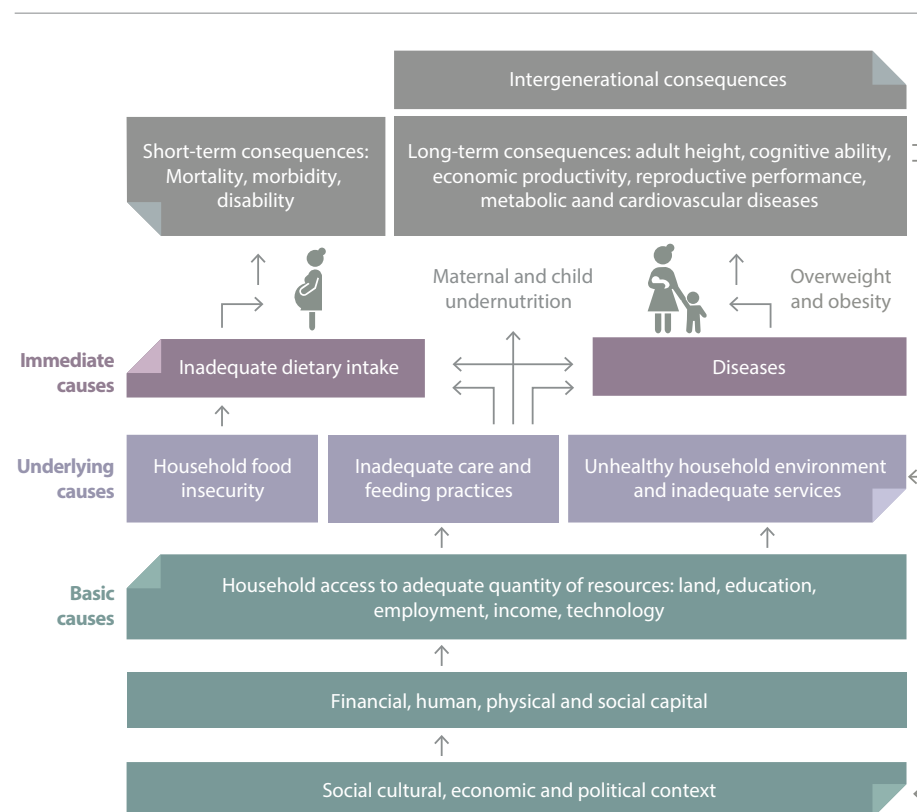 Intergenerational consequences
Short-term consequences:
Mortality, morbidity,
disability
Long-term consequences: adult height, cognitive ability,
economic productivity, reproductive performance,
metabolic aand cardiovascular diseases
Maternal and child
undernutrition
Overweight
and obesity
Immediate
causes
Inadequate dietary intake
Diseases
Underlying
causes
Household food
insecurity
Inadequate care and
feeding practices
Unhealthy household environment
and inadequate services
Basic
causes
Household access to adequate quantity of resources: land, education,
employment, income, technology
Financial, human, physical and social capital
Social cultural, economic and political context